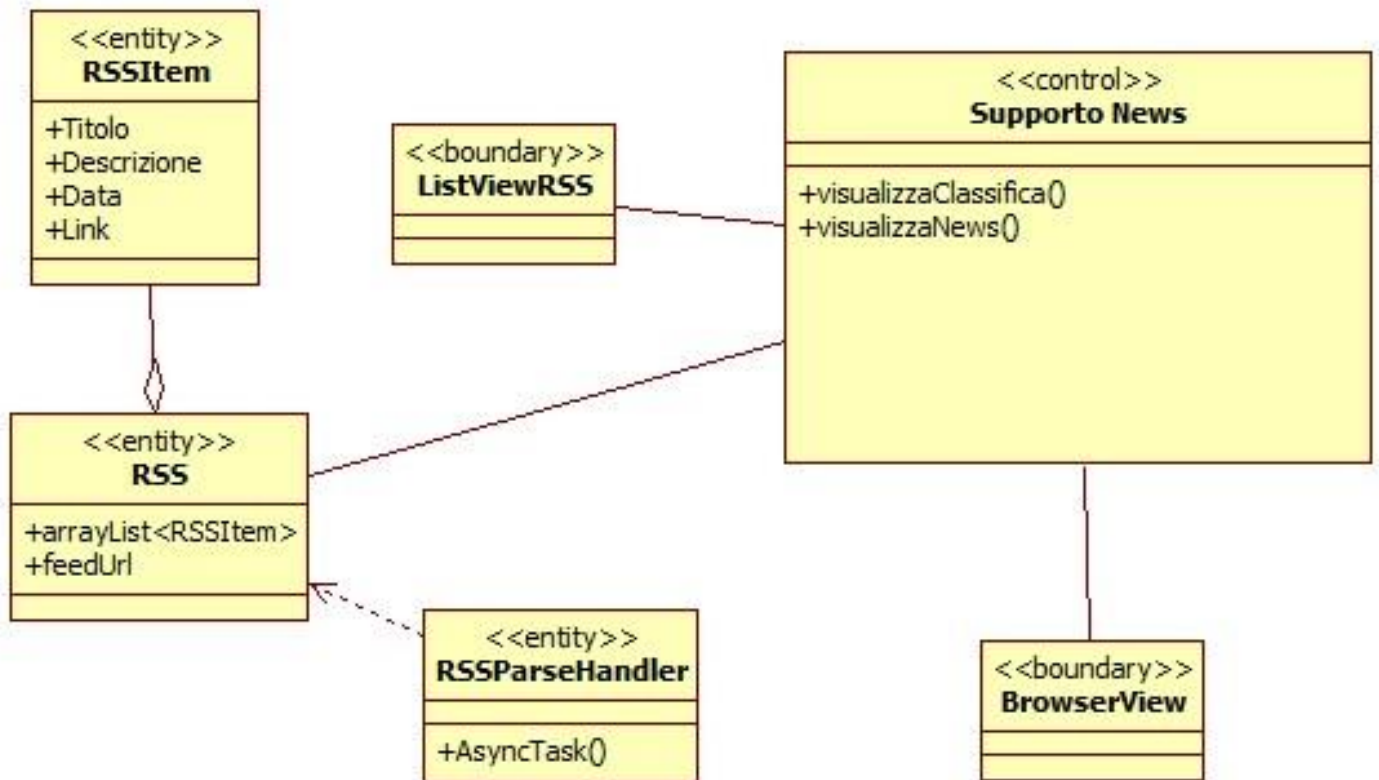 <<entity>>
RSSItem
+Titolo
+Descrizione
+Data
+Link
<<boundary>>
ListViewRSS
<<control>>
Supporto News
+visualizzaClassifica()
+visualizzaNews()
<<entity>>
RSS
+arrayList<RSSItem>
+feedUrl
<<entity>>
RSSParseHandler
+AsyncTask()
<<boundary>>
BrowserView